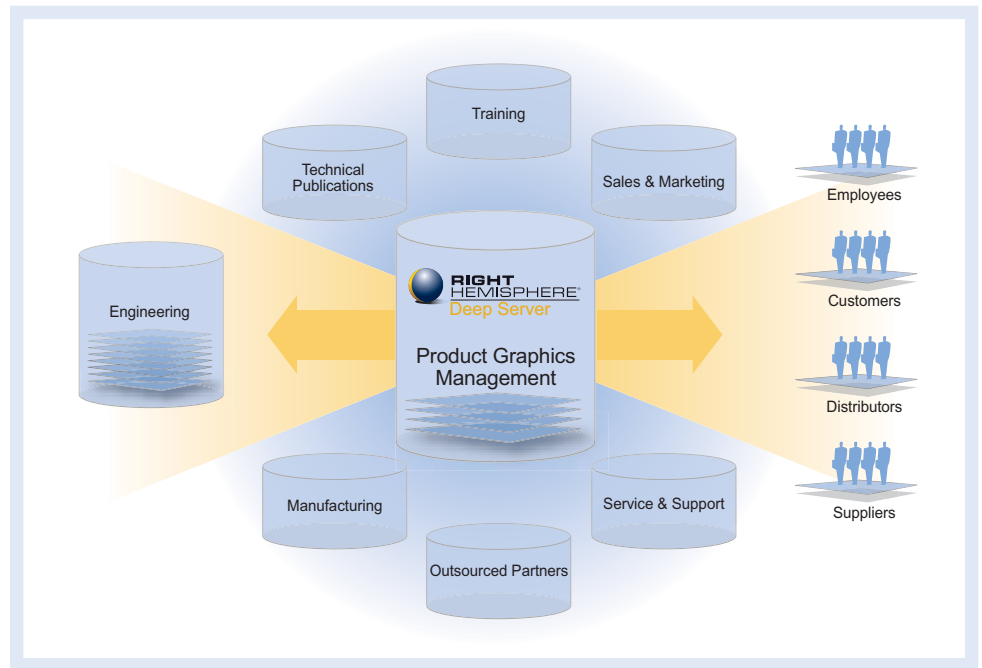 Training
Technical
Publications
Sales & Marketing
Employees
RIGHT
HEMISPHERE®
Deep Server
Customers
Engineering
Product Graphics
Management
Distributors
Manufacturing
Service & Support
Suppliers
Outsourced Partners